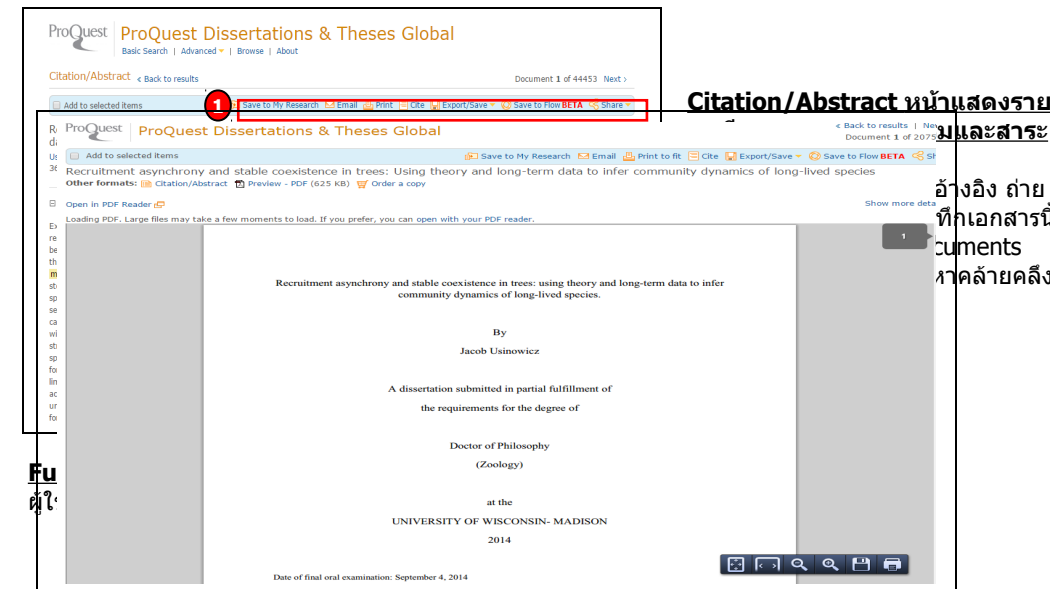 ProQuest
ProQuest Dissertations & Theses Global
Basic Search | Advanced | Browse | About
Citation/Abstract < Back to results
Document 1 of 44453 Next >
Add to selected items
1
Save to My Research Email Print Cite Export/Save Save to Flow BETA Share
Citation/Abstract หน้าแสดงราย
มและสาระ
อ้างอิง ถ่าย
ทึกเอกสารนี้
cuments
หาคล้ายคลึง
ProQuest
ProQuest Dissertations & Theses Global
< Back to results |
Document 1 of 2075
Add to selected items
Save to My Research Email Print to fit Cite Export/Save Save to Flow BETA
Recruitment asynchrony and stable coexistence in trees: Using theory and long-term data to infer community dynamics of long-lived species
Other formats: Citation/Abstract Preview - PDF (625 KB) Order a copy
Open in PDF Reader
Show more deta
Loading PDF. Large files may take a few moments to load. If you prefer, you can open with your PDF reader.
1
Recruitment asynchrony and stable coexistence in trees: using theory and long-term data to infer
community dynamics of long-lived species.
By
Jacob Usinowicz
A dissertation submitted in partial fulfillment of
the requirements for the degree of
Doctor of Philosophy
(Zoology)
at the
UNIVERSITY OF WISCONSIN- MADISON
2014
Date of final oral examination: September 4, 2014
Fu
ผู้ใช